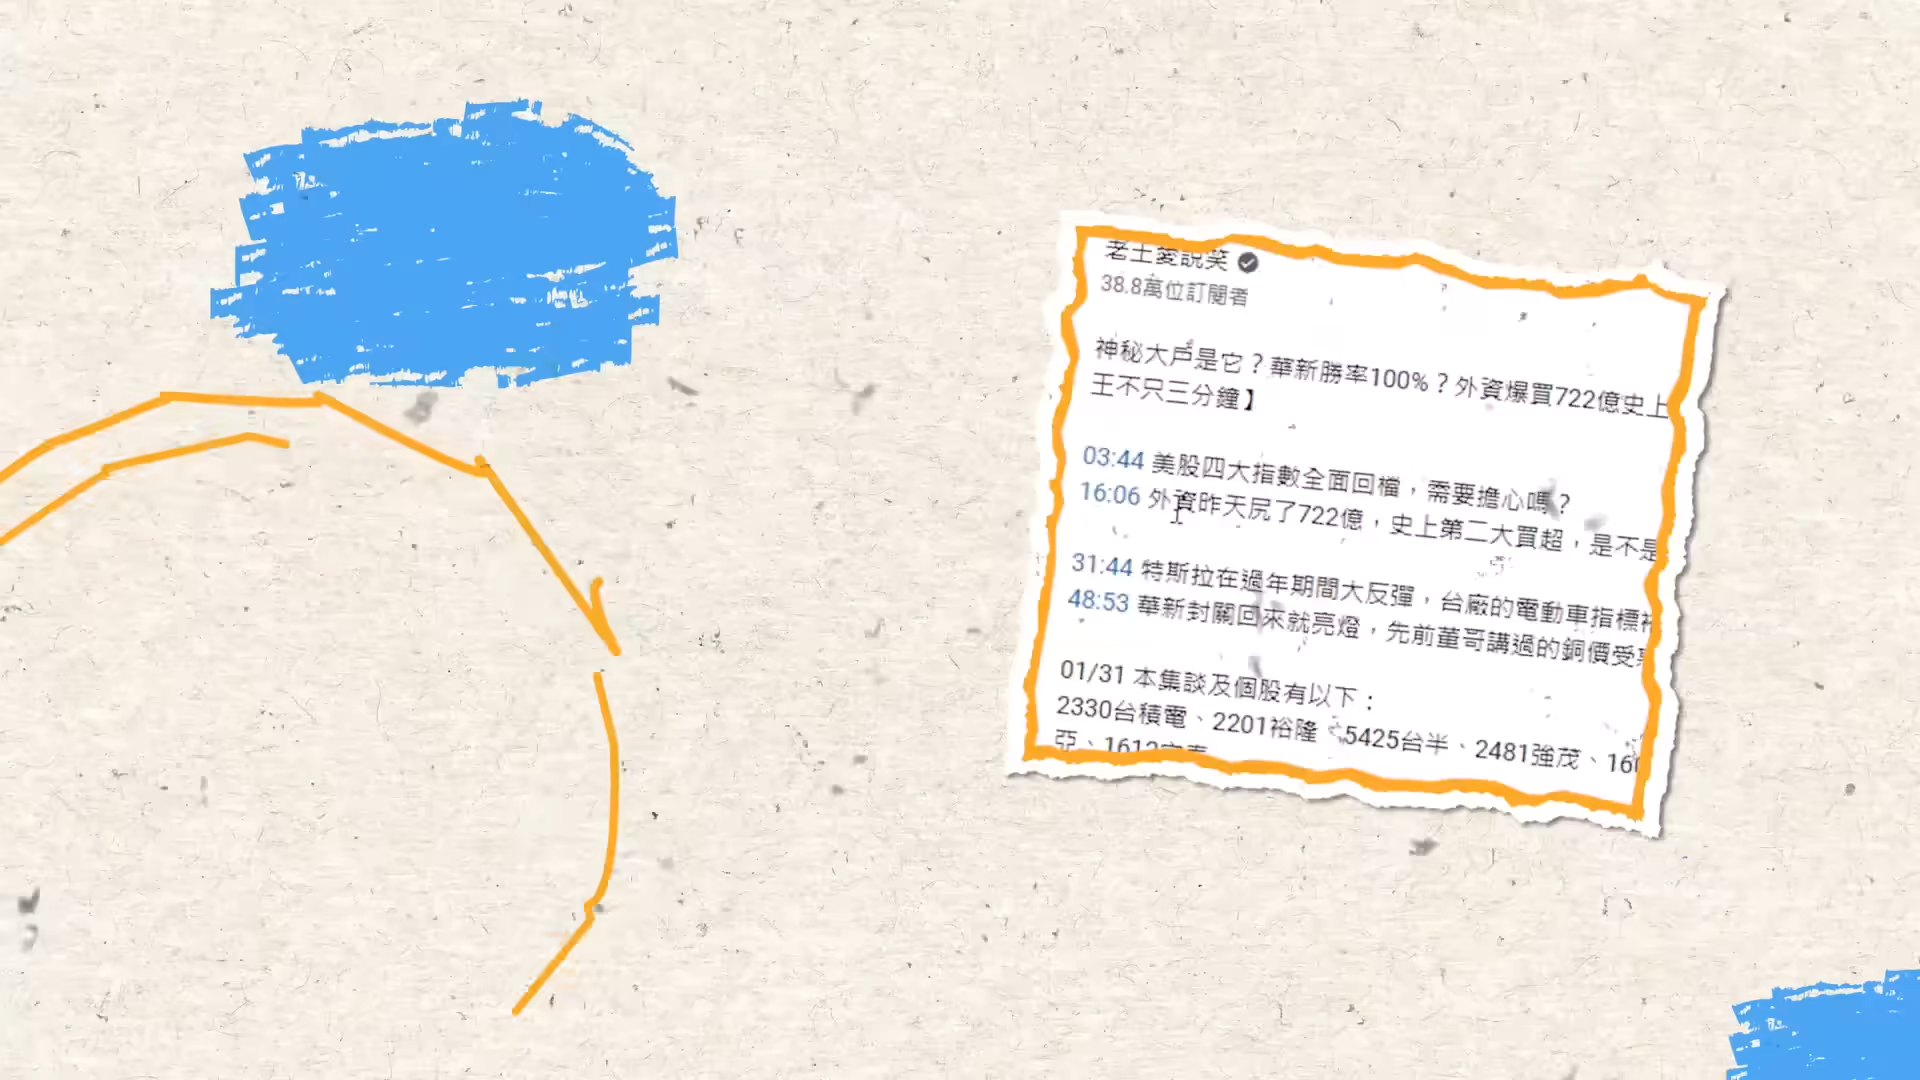 老王愛說笑
38.8萬位訂閱者
神秘大戶是它？華新勝率100%？外資爆買722億史上
王不只三分鐘】
03:44 美股四大指數全面回檔，需要擔心嗎？
16:06 外資昨天尻了722億，史上第二大買超，是不是
31:44 特斯拉在過年期間大反彈，台廠的電動車指標
48:53 華新封關回來就亮燈，先前董哥講過的銅價受
01/31 本集談及個股有以下：
2330台積電、2201裕隆、5425台半、2481強茂、16
亞、1612